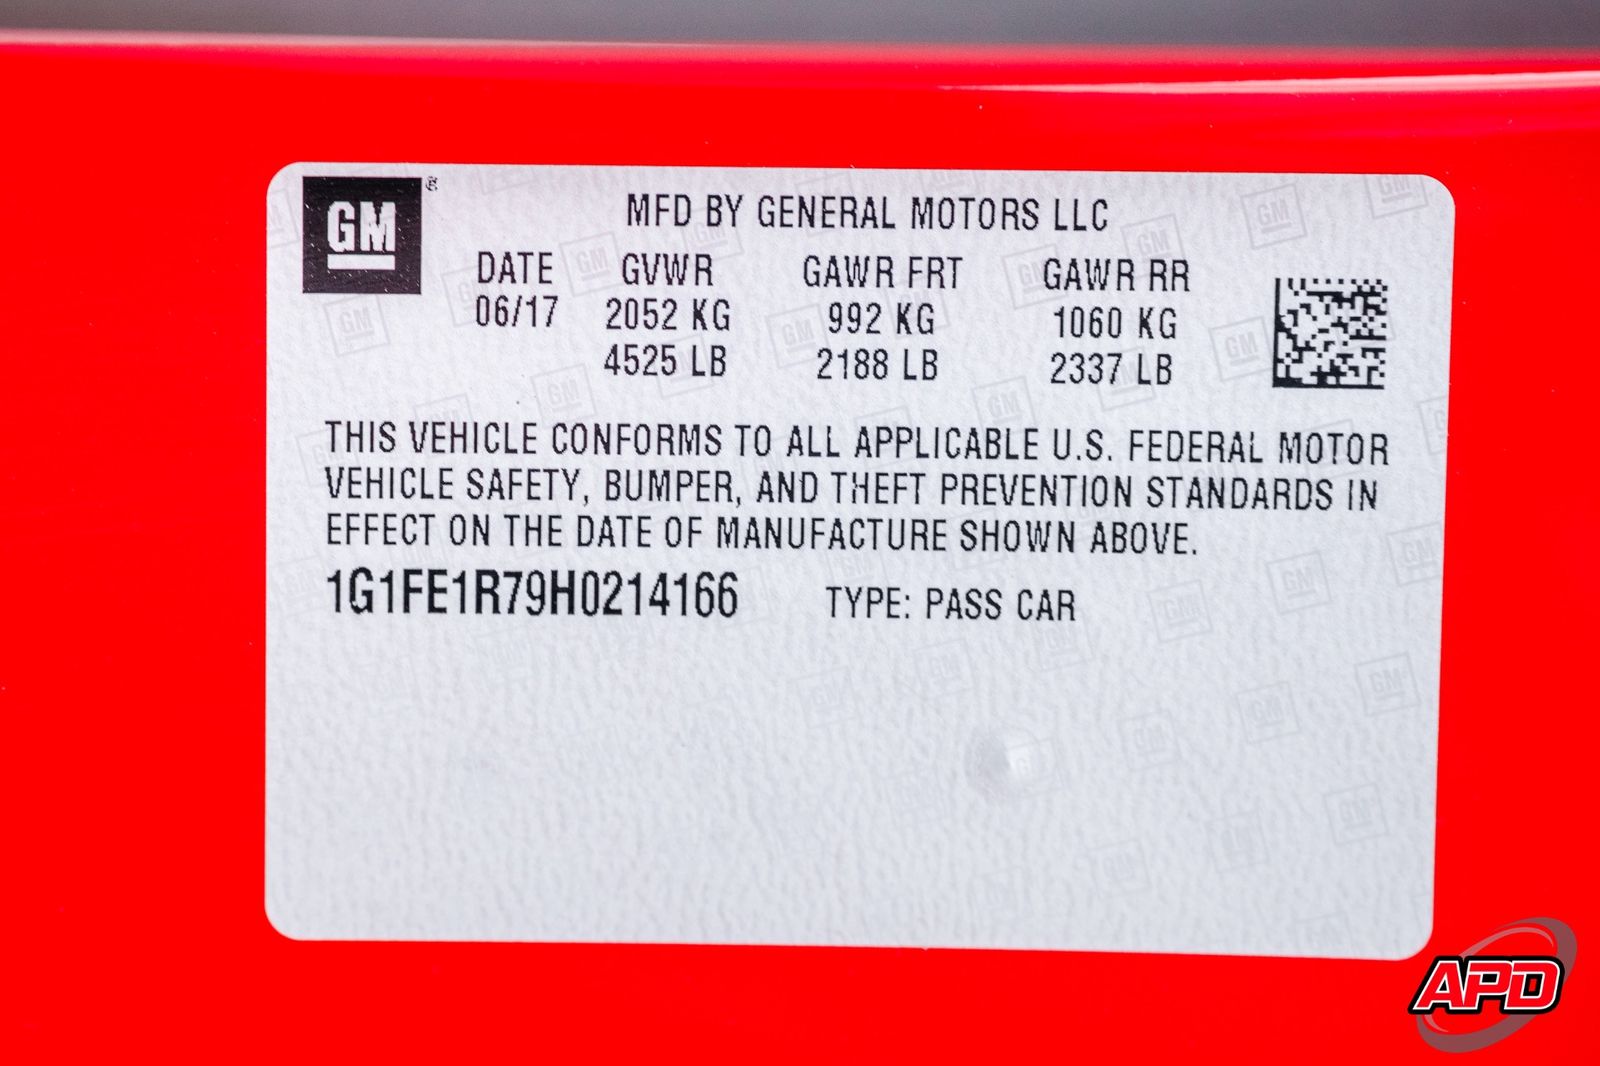 GM®
MFD BY GENERAL MOTORS LLC
DATE GVWR GAWR FRT GAWR RR
06/17 2052 KG 992 KG 1060 KG
4525 LB 2188 LB 2337 LB
THIS VEHICLE CONFORMS TO ALL APPLICABLE U.S. FEDERAL MOTOR
VEHICLE SAFETY, BUMPER, AND THEFT PREVENTION STANDARDS IN
EFFECT ON THE DATE OF MANUFACTURE SHOWN ABOVE.
1G1FE1R79H0214166 TYPE: PASS CAR
APD